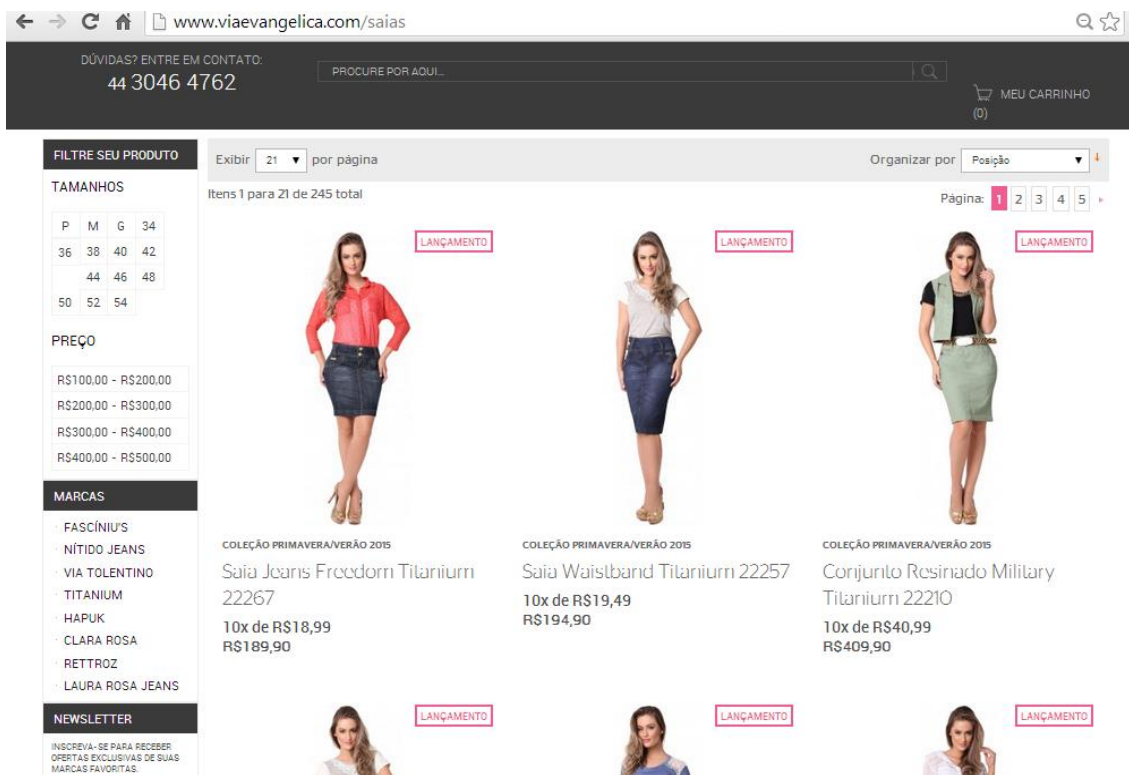 www.viaevangelica.com/saias
DÚVIDAS? ENTRE EM CONTATO:
44 3046 4762
PROCURE POR AQUI...
MEU CARRINHO
(0)
FILTRE SEU PRODUTO
TAMANHOS
P M G 34
36 38 40 42
44 46 48
50 52 54
PREÇO
R$100,00 - R$200,00
R$200,00 - R$300,00
R$300,00 - R$400,00
R$400,00 - R$500,00
MARCAS
FASCÍNIU'S
NÍTIDO JEANS
VIA TOLENTINO
TITANIUM
HAPUK
CLARA ROSA
RETTROZ
LAURA ROSA JEANS
NEWSLETTER
INSCREVA-SE PARA RECEBER
OFERTAS EXCLUSIVAS DE SUAS
MARCAS FAVORITAS.
Exibir 21 por página
Organizar por Posição
Itens 1 para 21 de 245 total
Página: 1 2 3 4 5
LANÇAMENTO
LANÇAMENTO
LANÇAMENTO
COLEÇÃO PRIMAVERA/VERÃO 2015
Saia Jeans Freedom Titanium
22267
10x de R$18,99
R$189,90
COLEÇÃO PRIMAVERA/VERÃO 2015
Saia Waistband Titanium 22257
10x de R$19,49
R$194,90
COLEÇÃO PRIMAVERA/VERÃO 2015
Conjunto Resinado Military
Titanium 22210
10x de R$40,99
R$409,90
LANÇAMENTO
LANÇAMENTO
LANÇAMENTO